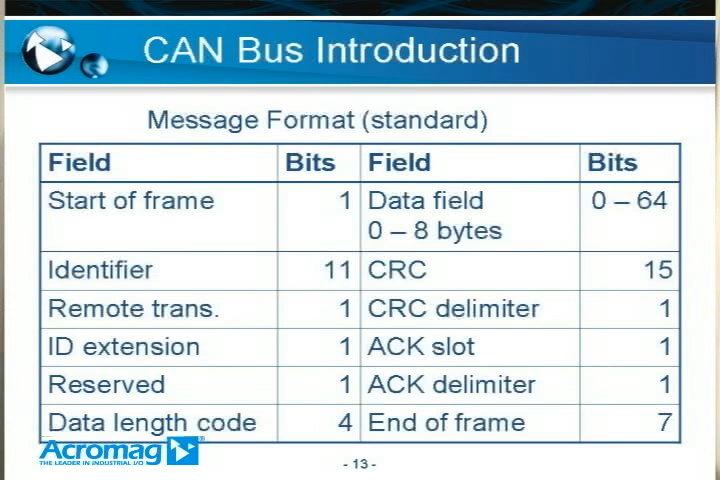 CAN Bus Introduction
Message Format (standard)
Field Bits Field Bits
Start of frame 1 Data field 0 – 64
0 – 8 bytes
Identifier 11 CRC 15
Remote trans. 1 CRC delimiter 1
ID extension 1 ACK slot 1
Reserved 1 ACK delimiter 1
Data length code 4 End of frame 7
Acromag
THE LEADER IN INDUSTRIAL I/O
- 13 -